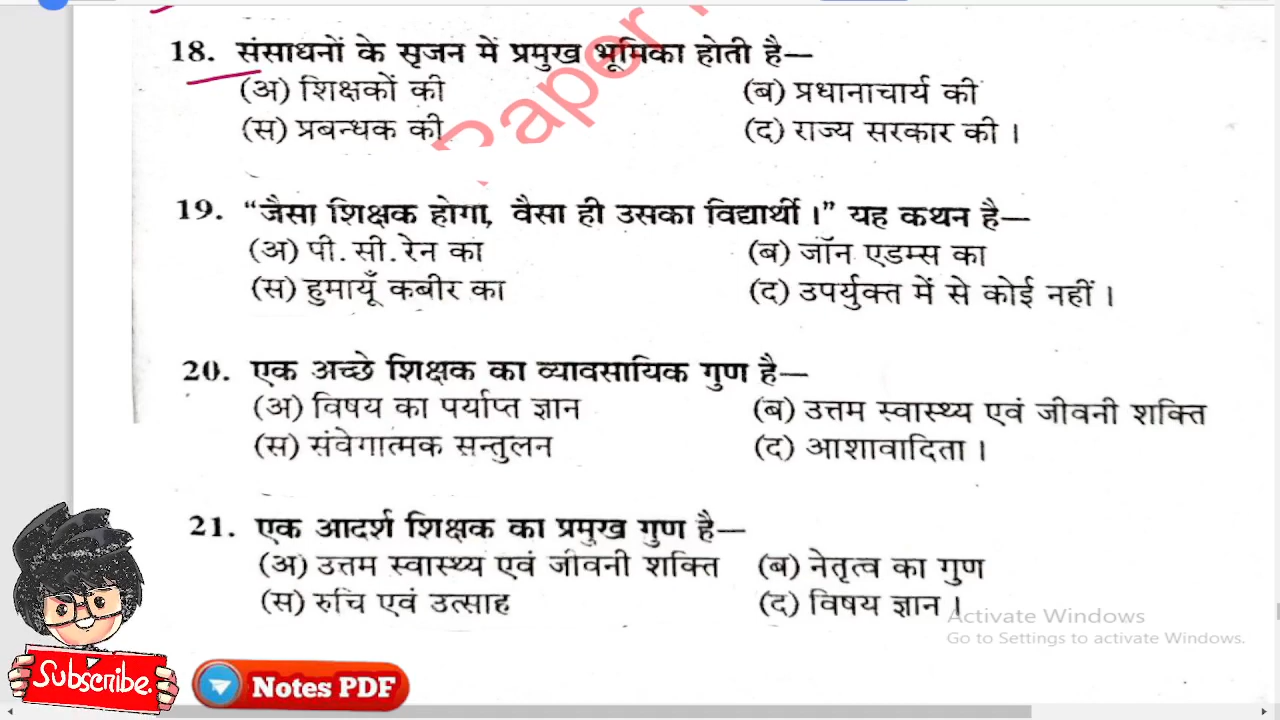 18. संसाधनों के सृजन में प्रमुख भूमिका होती है—
(अ) शिक्षकों की (ब) प्रधानाचार्य की
(स) प्रबन्धक की (द) राज्य सरकार की ।
Paper
19. “जैसा शिक्षक होगा, वैसा ही उसका विद्यार्थी ।” यह कथन है—
(अ) पी. सी. रेन का (ब) जॉन एडम्स का
(स) हुमायूँ कबीर का (द) उपर्युक्त में से कोई नहीं ।
20. एक अच्छे शिक्षक का व्यावसायिक गुण है—
(अ) विषय का पर्याप्त ज्ञान (ब) उत्तम स्वास्थ्य एवं जीवनी शक्ति
(स) संवेगात्मक सन्तुलन (द) आशावादिता ।
21. एक आदर्श शिक्षक का प्रमुख गुण है—
(अ) उत्तम स्वास्थ्य एवं जीवनी शक्ति (ब) नेतृत्व का गुण
(स) रुचि एवं उत्साह (द) विषय ज्ञान ।
Activate Windows
Go to Settings to activate Windows.
Subscribe.
Notes PDF